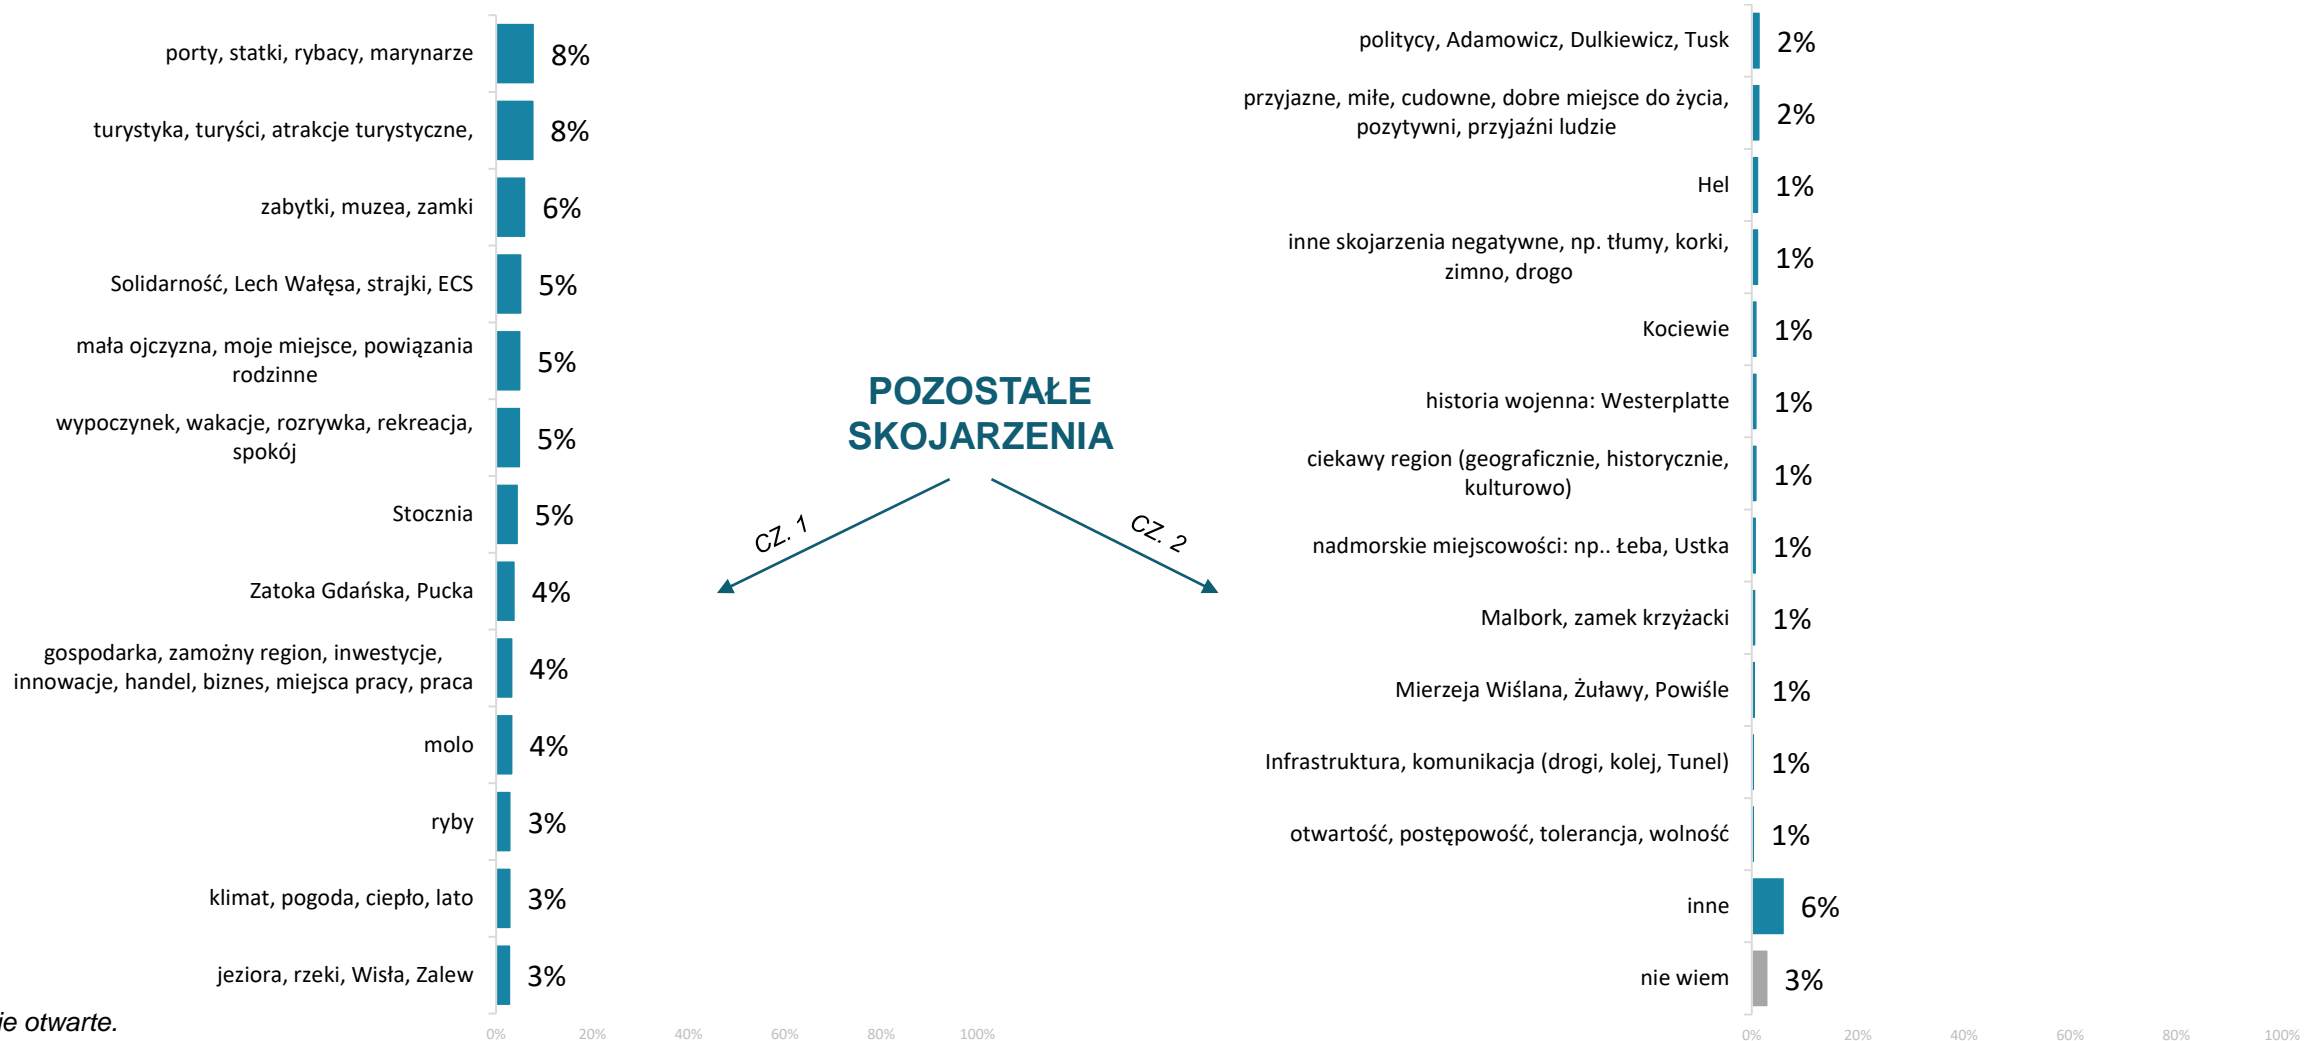 porty, statki, rybacy, marynarze
8%
turystyka, turyści, atrakcje turystyczne,
8%
zabytki, muzea, zamki
6%
Solidarność, Lech Wałęsa, strajki, ECS
5%
mała ojczyzna, moje miejsce, powiązania
rodzinne
5%
wypoczynek, wakacje, rozrywka, rekreacja,
spokój
5%
Stocznia
5%
Zatoka Gdańska, Pucka
4%
gospodarka, zamożny region, inwestycje,
innowacje, handel, biznes, miejsca pracy, praca
4%
molo
4%
ryby
3%
klimat, pogoda, ciepło, lato
3%
jeziora, rzeki, Wisła, Zalew
3%
0% 20% 40% 60% 80% 100%
je otwarte.
POZOSTAŁE
SKOJARZENIA
CZ. 1
CZ. 2
politycy, Adamowicz, Dulkiewicz, Tusk
2%
przyjazne, miłe, cudowne, dobre miejsce do życia,
pozytywni, przyjaźni ludzie
2%
Hel
1%
inne skojarzenia negatywne, np. tłumy, korki,
zimno, drogo
1%
Kociewie
1%
historia wojenna: Westerplatte
1%
ciekawy region (geograficznie, historycznie,
kulturowo)
1%
nadmorskie miejscowości: np.. Łeba, Ustka
1%
Malbork, zamek krzyżacki
1%
Mierzeja Wiślana, Żuławy, Powiśle
1%
Infrastruktura, komunikacja (drogi, kolej, Tunel)
1%
otwartość, postępowość, tolerancja, wolność
1%
inne
6%
nie wiem
3%
0% 20% 40% 60% 80% 100%